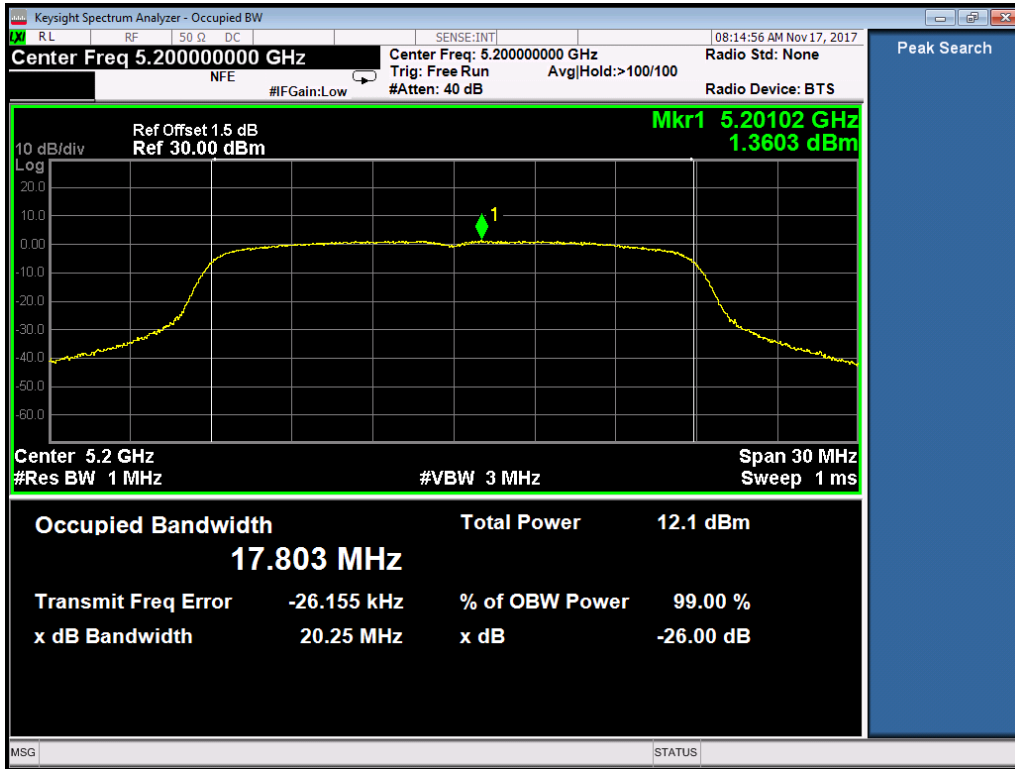 Keysight Spectrum Analyzer - Occupied BW
LXI RL RF 50 Ω DC SENSE:INT 08:14:56 AM Nov 17, 2017
Center Freq 5.200000000 GHz Center Freq: 5.200000000 GHz Radio Std: None
NFE Trig: Free Run Avg|Hold:>100/100
#IFGain:Low #Atten: 40 dB Radio Device: BTS
Peak Search
Mkr1 5.20102 GHz
Ref Offset 1.5 dB
10 dB/div Ref 30.00 dBm 1.3603 dBm
Log
20.0
10.0
1
0.00
-10.0
-20.0
-30.0
-40.0
-50.0
-60.0
Center 5.2 GHz Span 30 MHz
#Res BW 1 MHz #VBW 3 MHz Sweep 1 ms
Occupied Bandwidth Total Power 12.1 dBm
17.803 MHz
Transmit Freq Error -26.155 kHz % of OBW Power 99.00 %
x dB Bandwidth 20.25 MHz x dB -26.00 dB
MSG STATUS